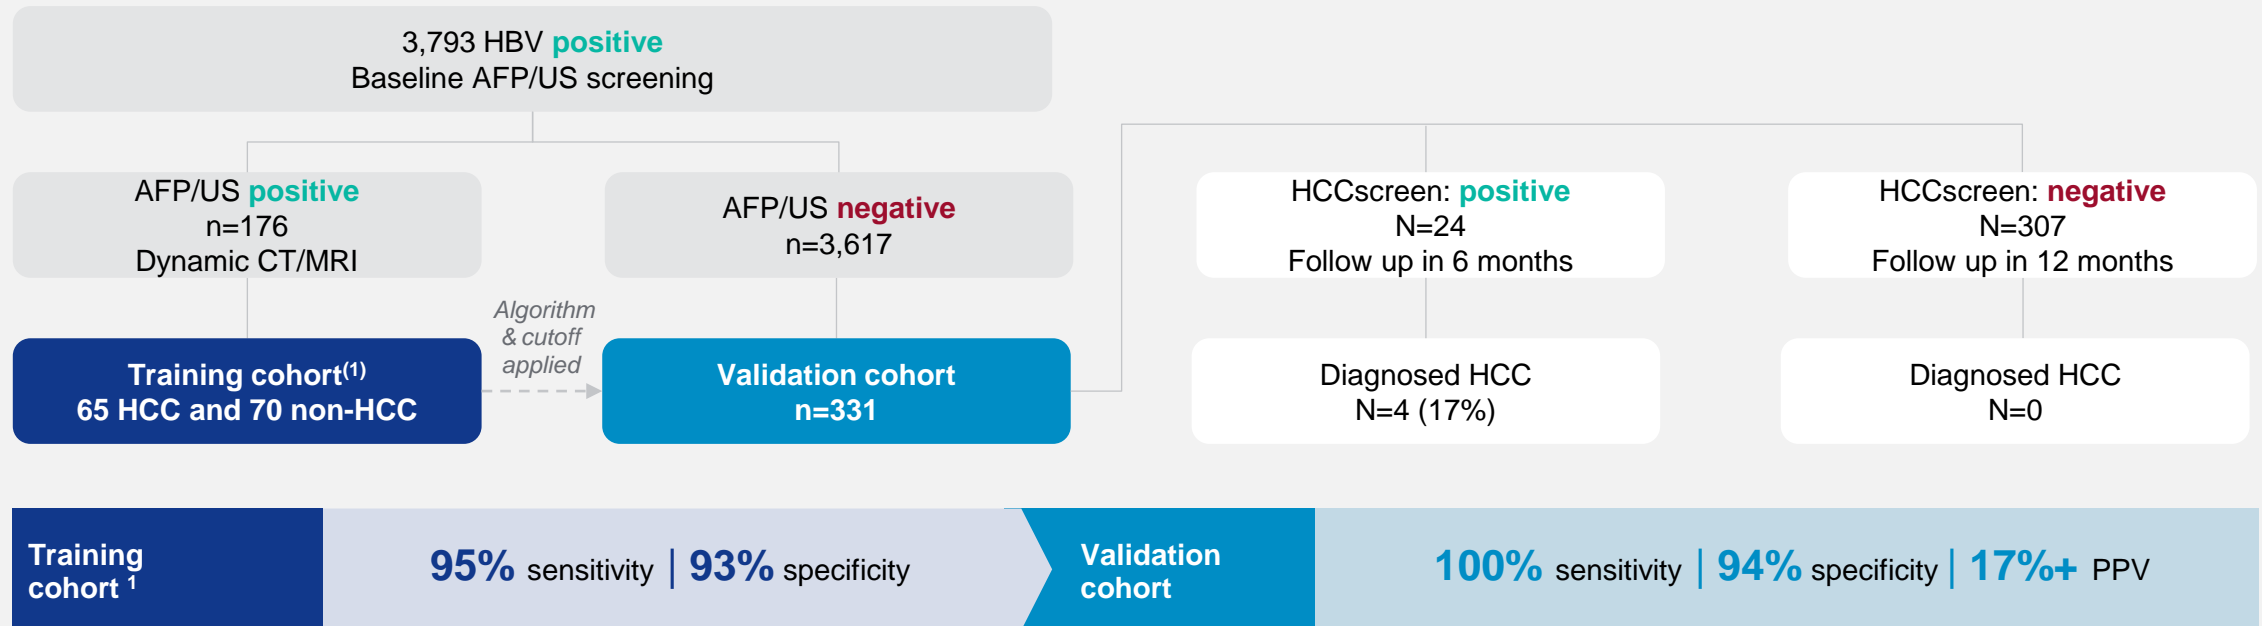 3,793 HBV positive
Baseline AFP/US screening
AFP/US positive
n=176
Dynamic CT/MRI
AFP/US negative
n=3,617
HCCscreen: positive
N=24
Follow up in 6 months
HCCscreen: negative
N=307
Follow up in 12 months
Algorithm
& cutoff
applied
Training cohort(1)
65 HCC and 70 non-HCC
Validation cohort
n=331
Diagnosed HCC
N=4 (17%)
Diagnosed HCC
N=0
Training
cohort 1
95% sensitivity | 93% specificity
Validation
cohort
100% sensitivity | 94% specificity | 17%+ PPV